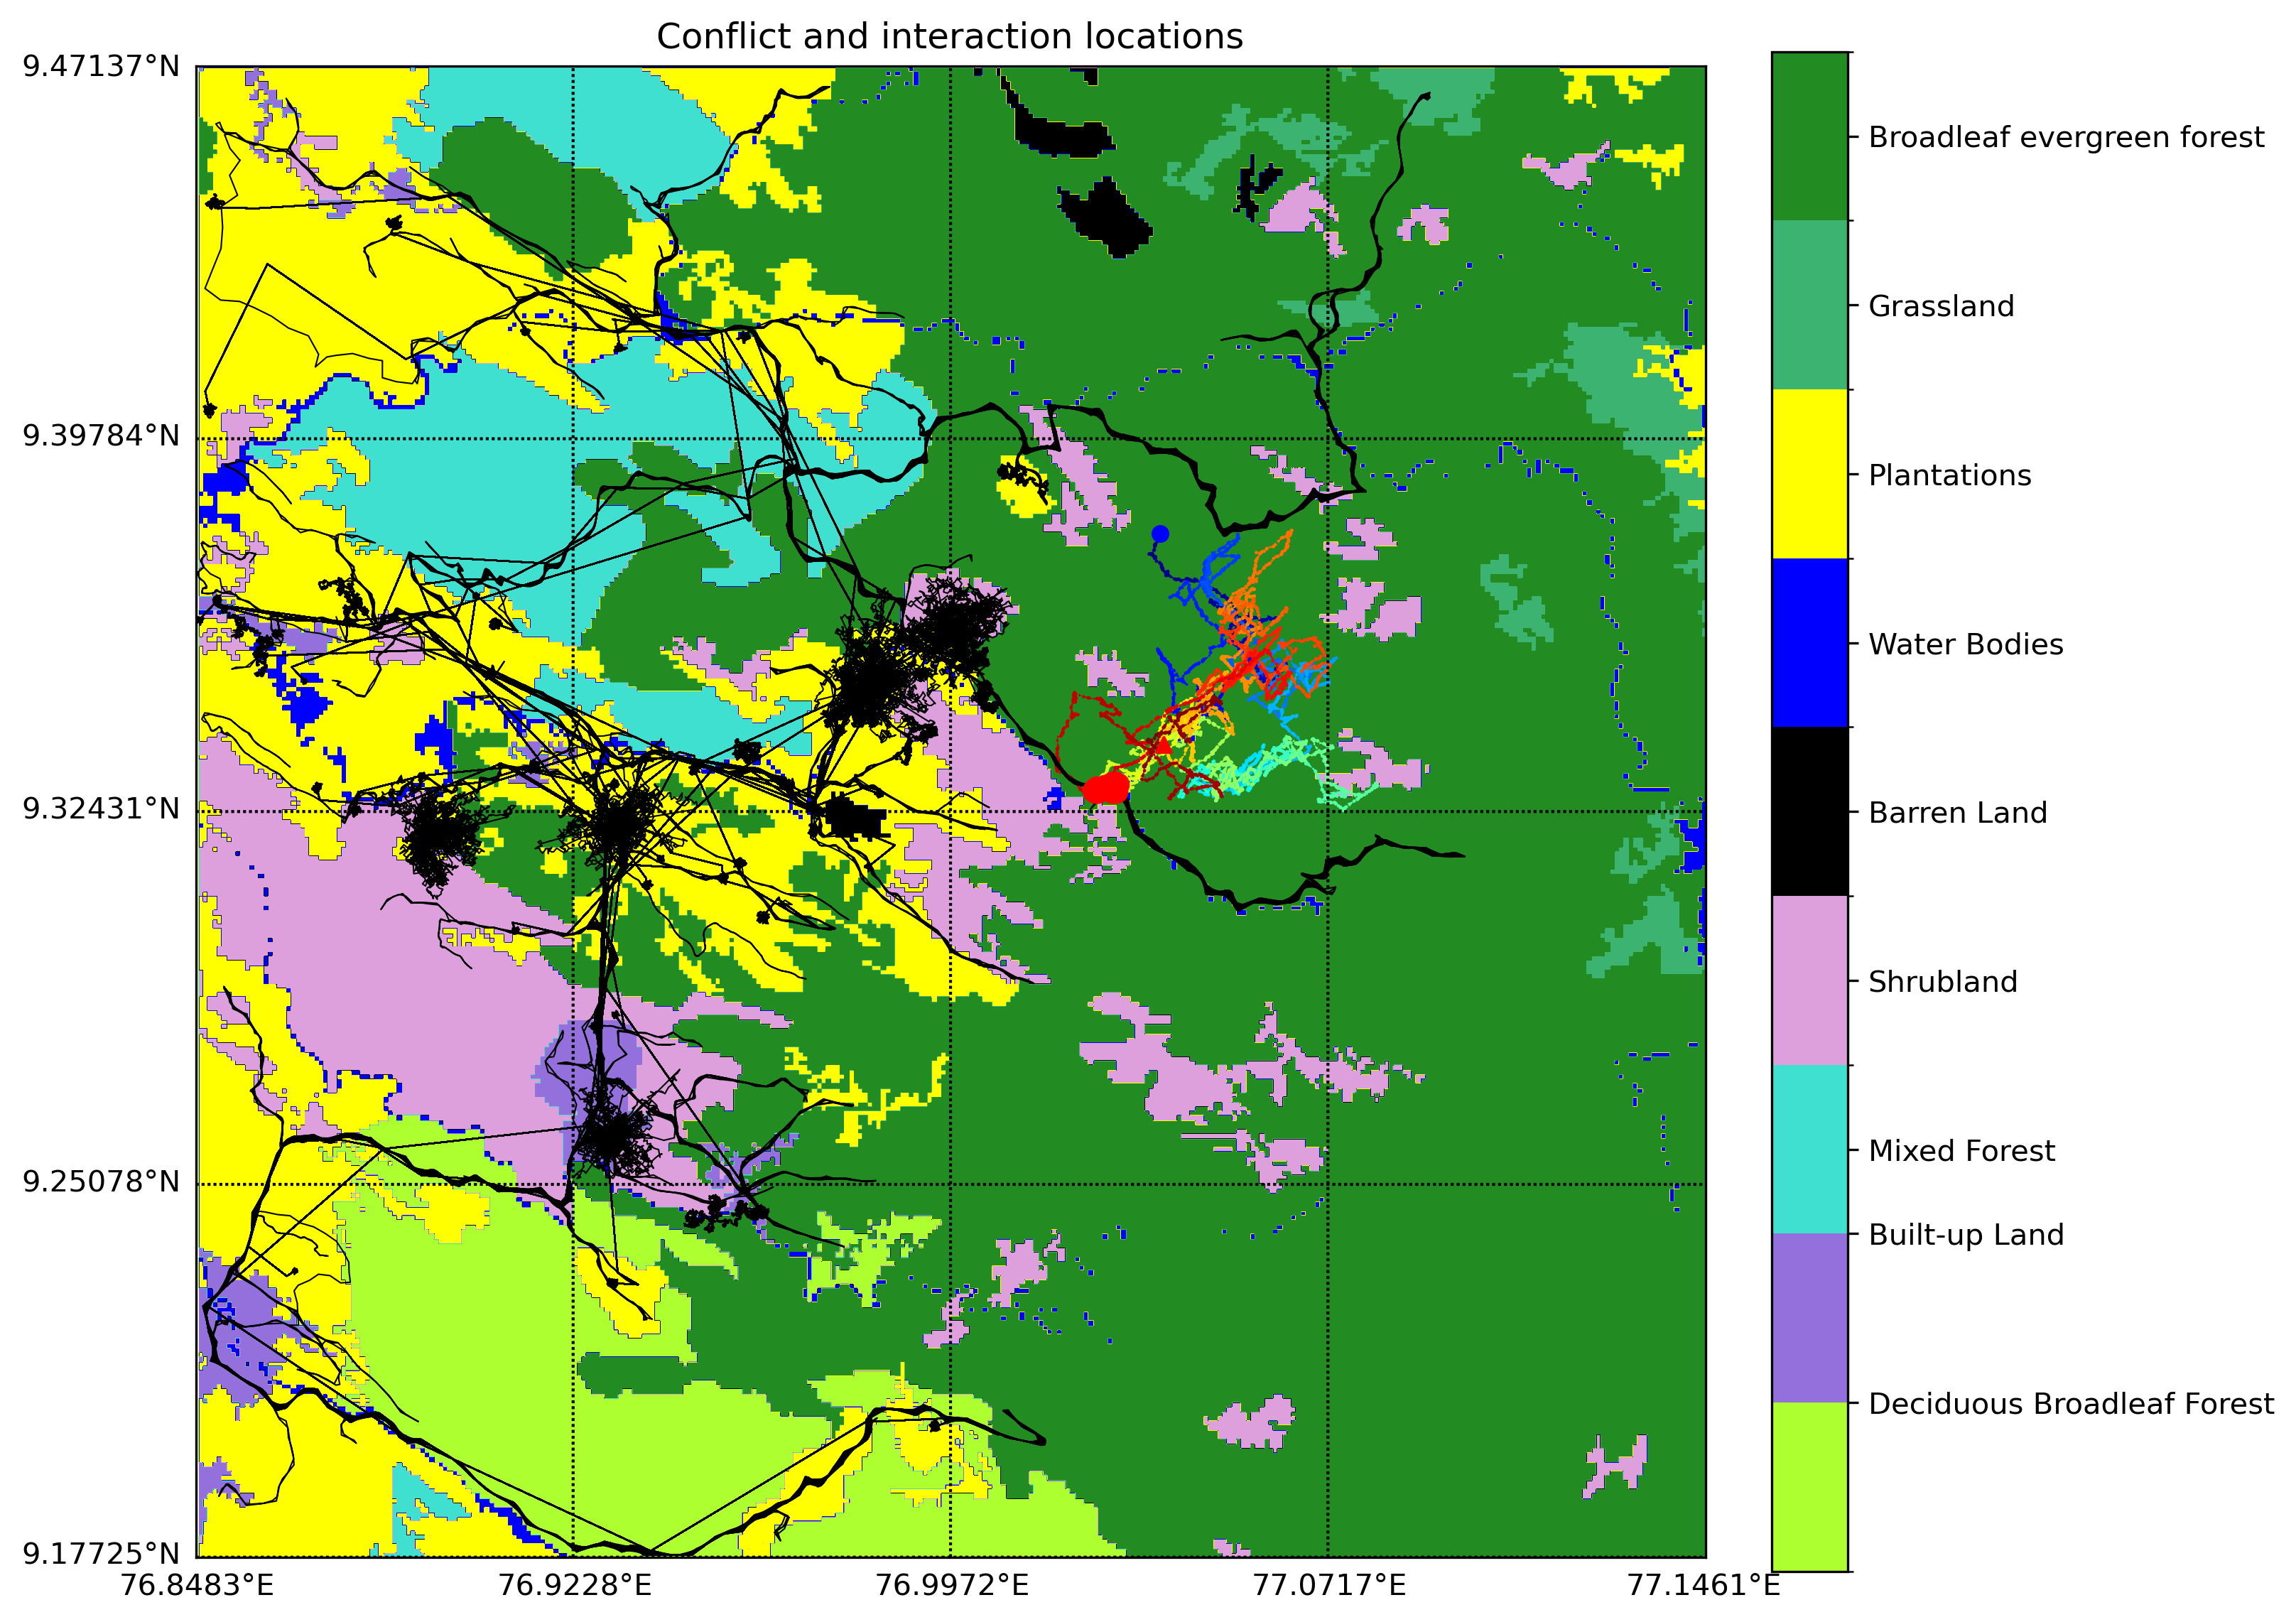 Conflict and interaction locations
9.47137°N
9.39784°N
9.32431°N
9.25078°N
9.17725°N
76.8483°E
76.9228°E
76.9972°E
77.0717°E
77.1461°E
Broadleaf evergreen forest
Grassland
Plantations
Water Bodies
Barren Land
Shrubland
Mixed Forest
Built-up Land
Deciduous Broadleaf Forest